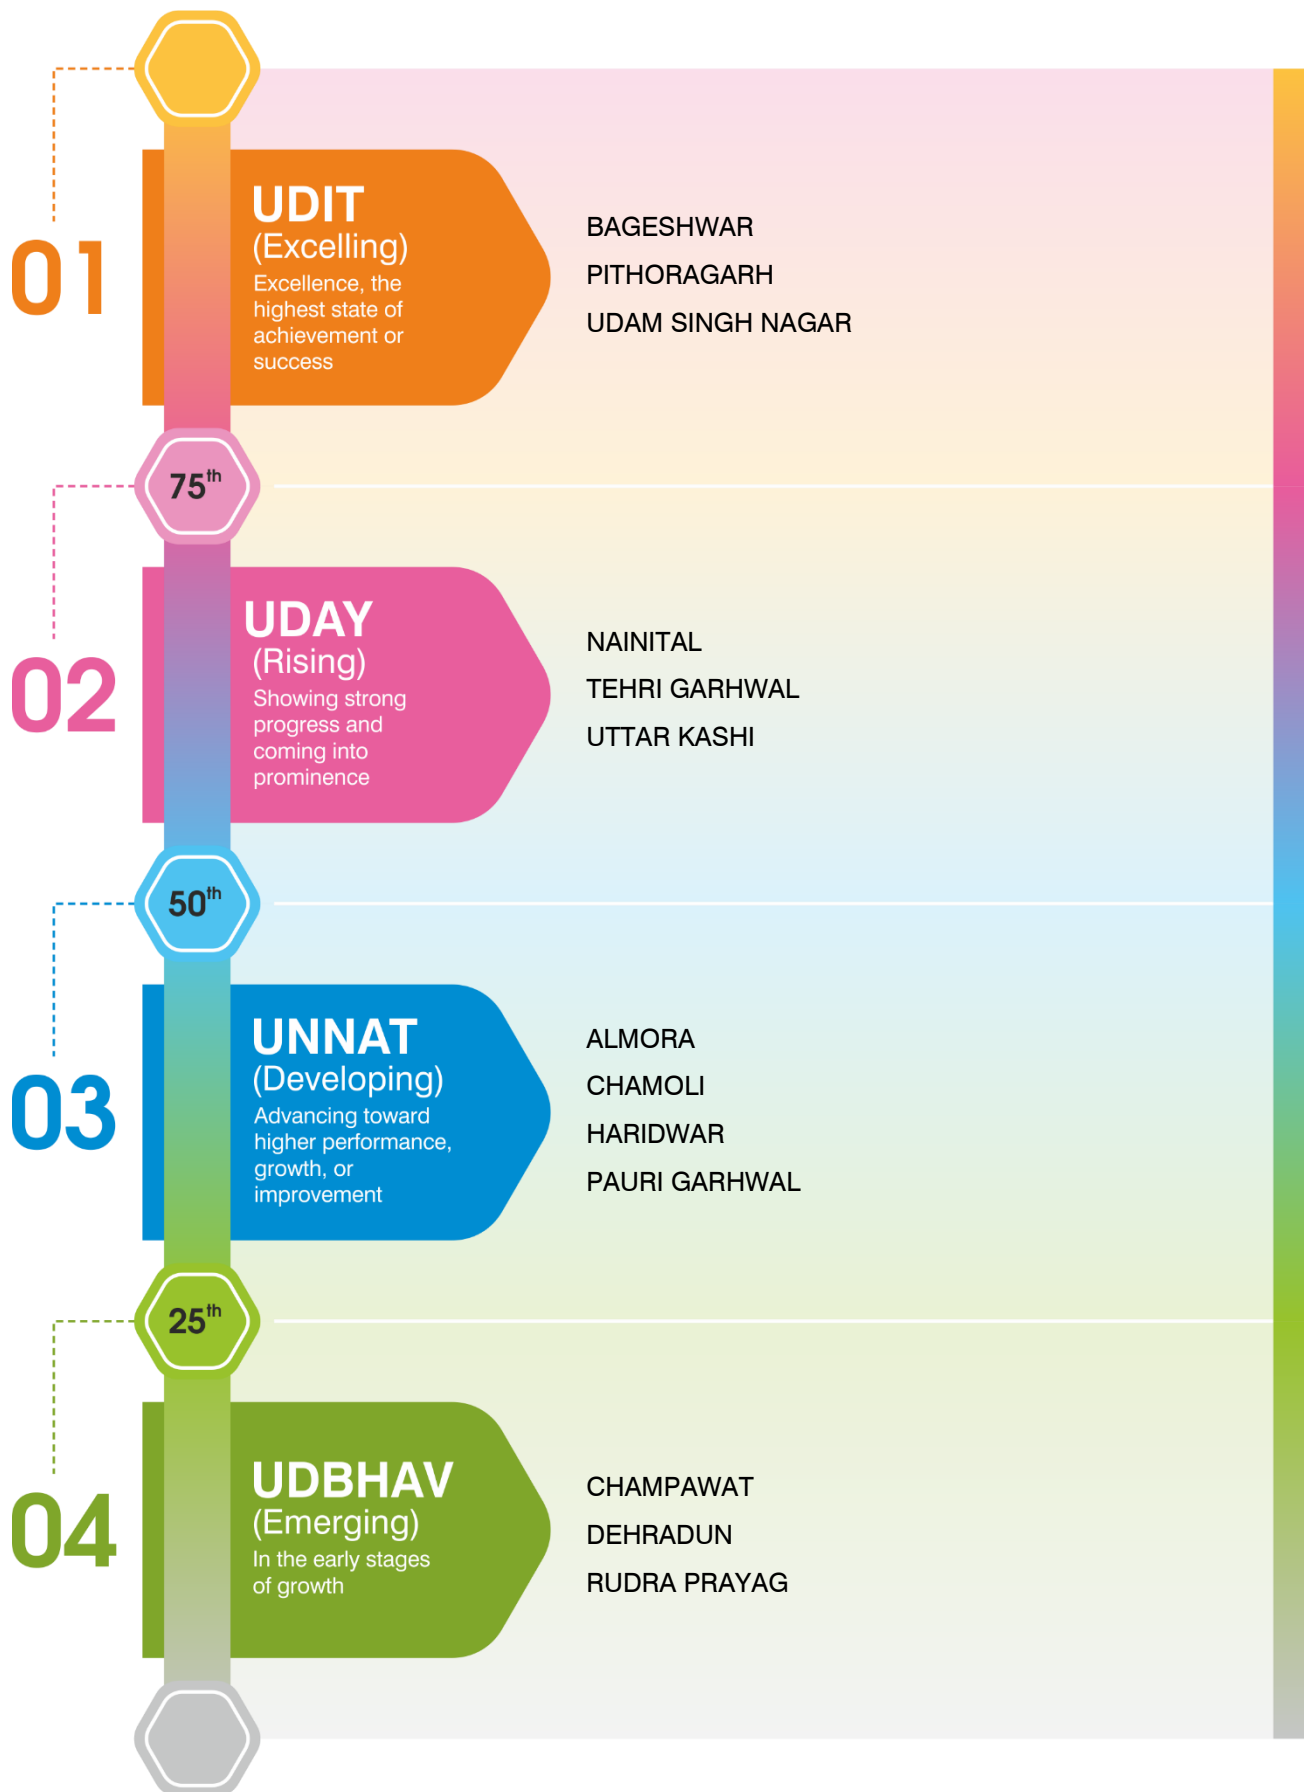 01
UDIT
(Excelling)
Excellence, the
highest state of
achievement or
success
BAGESHWAR
PITHORAGARH
UDAM SINGH NAGAR
75th
02
UDAY
(Rising)
Showing strong
progress and
coming into
prominence
NAINITAL
TEHRI GARHWAL
UTTAR KASHI
50th
03
UNNAT
(Developing)
Advancing toward
higher performance,
growth, or
improvement
ALMORA
CHAMOLI
HARIDWAR
PAURI GARHWAL
25th
04
UDBHAV
(Emerging)
In the early stages
of growth
CHAMPAWAT
DEHRADUN
RUDRA PRAYAG